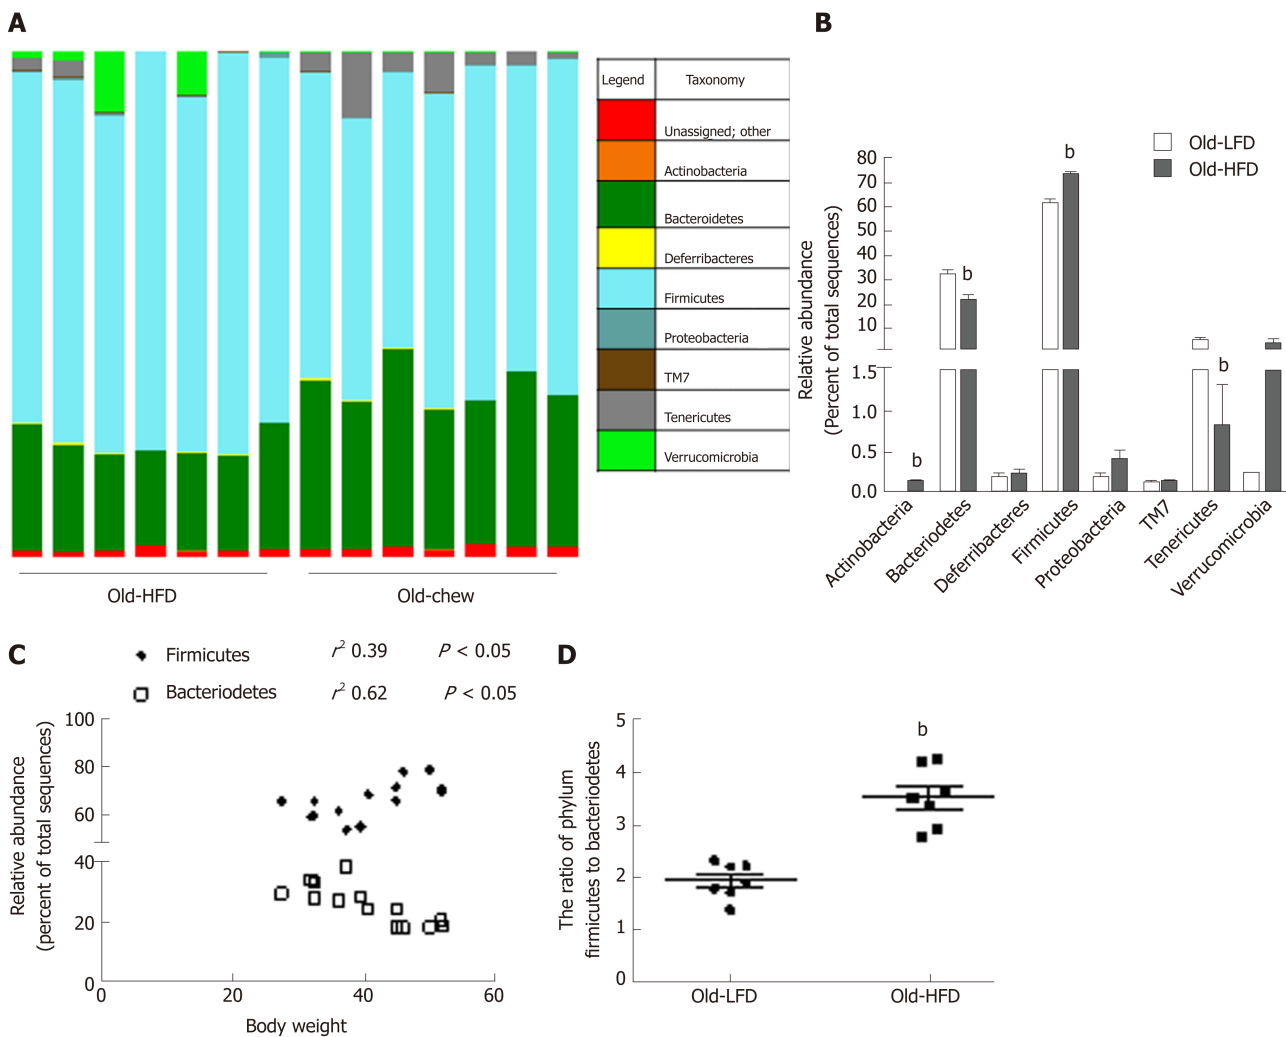 A
Legend Taxonomy
Unassigned; other
Actinobacteria
Bacteroidetes
Deferribacteres
Firmicutes
Proteobacteria
TM7
Tenericutes
Verrucomicrobia
Old-HFD
Old-chew
B
Old-LFD
Old-HFD
Relative abundance
(Percent of total sequences)
80
70
60
50
40
30
20
10
1.5
1.0
0.5
0.0
b
b
b
b
Actinobacteria
Bacteriodetes
Deferribacteres
Firmicutes
Proteobacteria
TM7
Tenericutes
Verrucomicrobia
C
Firmicutes r2 0.39 P < 0.05
Bacteriodetes r2 0.62 P < 0.05
Relative abundance
(percent of total sequences)
100
80
60
40
20
0
0 20 40 60
Body weight
D
The ratio of phylum
firmicutes to bacteriodetes
5
4
3
2
1
0
b
Old-LFD
Old-HFD